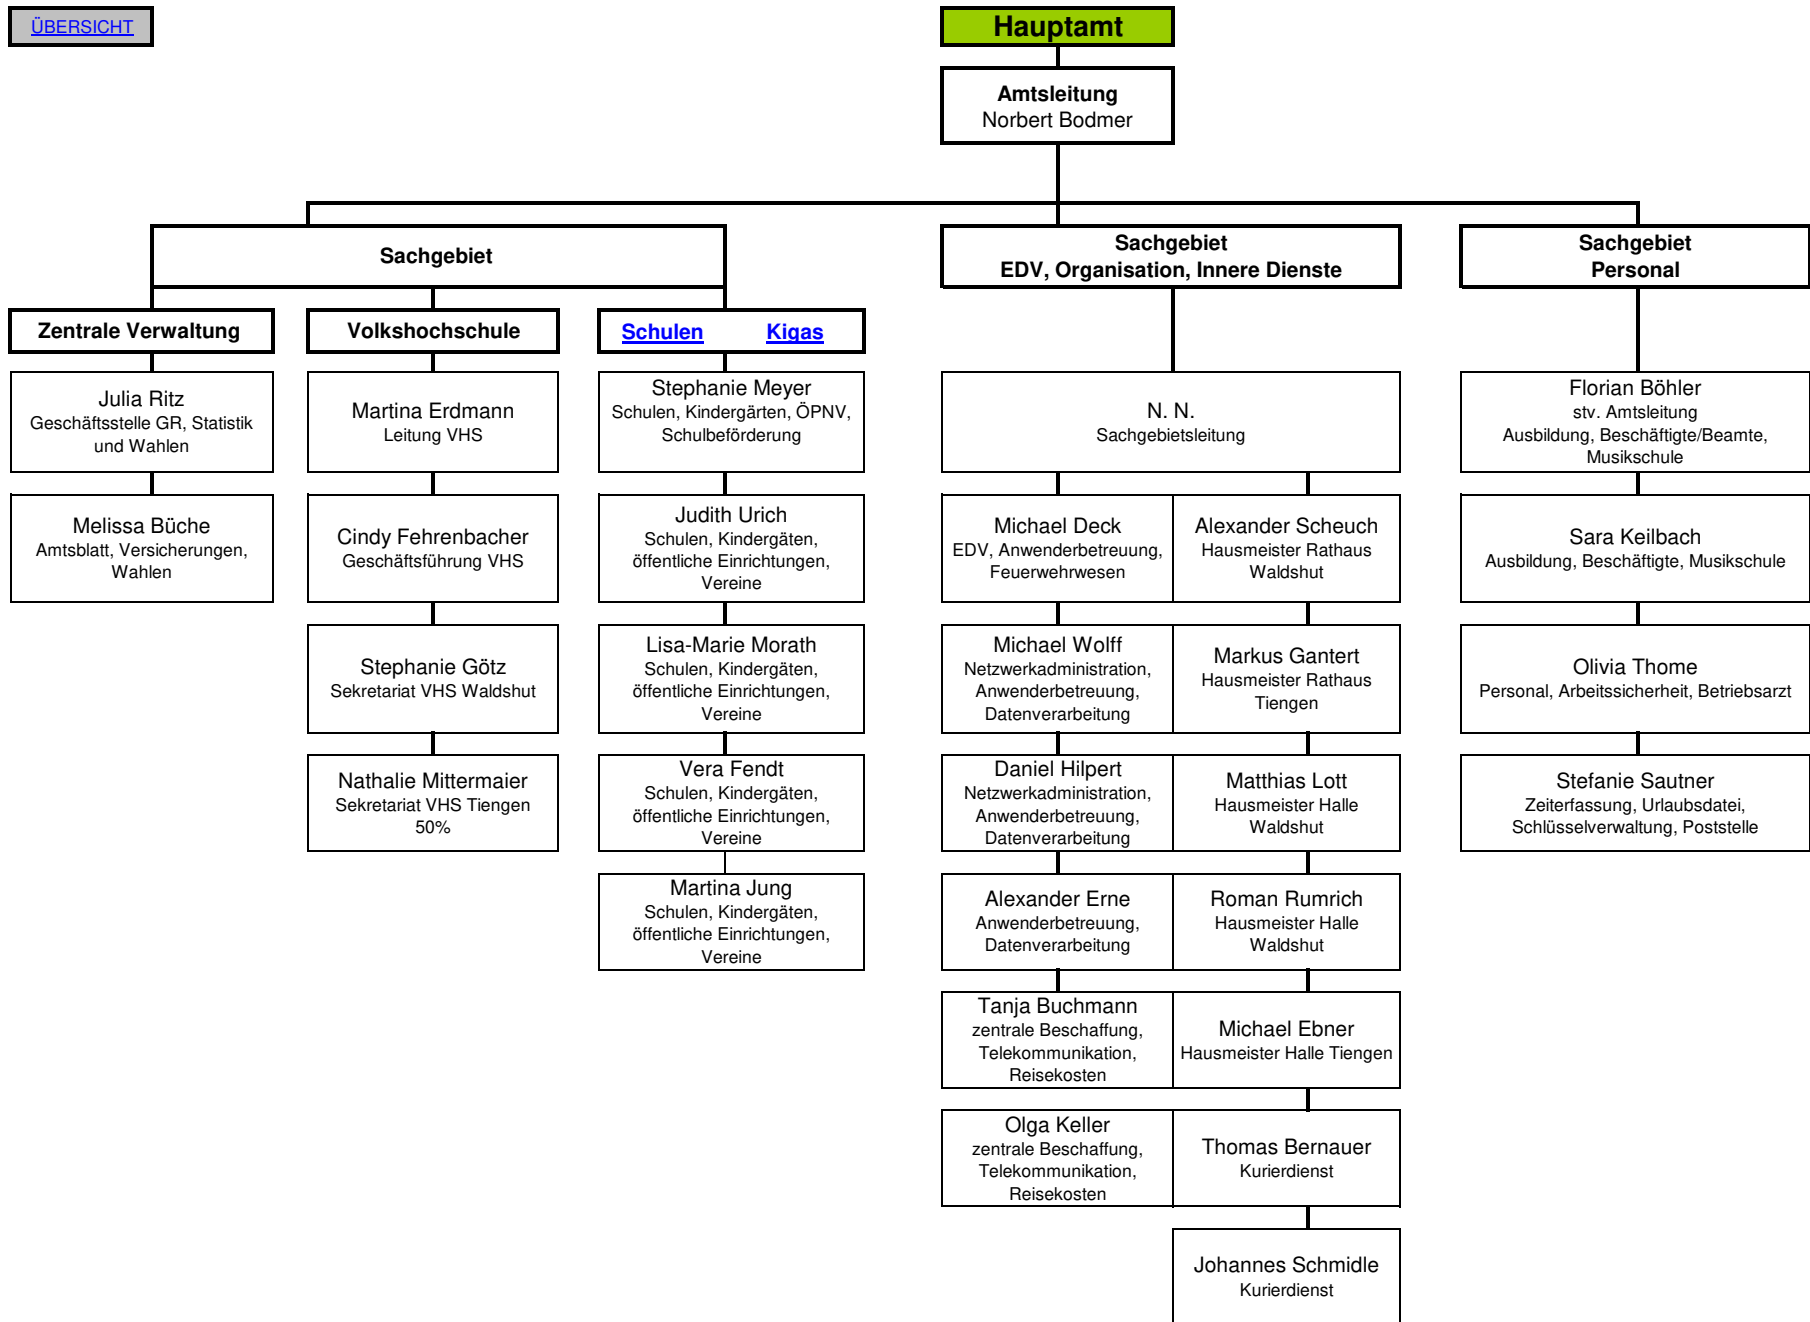 ÜBERSICHT
Hauptamt
Amtsleitung
Norbert Bodmer
Sachgebiet
Zentrale Verwaltung
Julia Ritz
Geschäftsstelle GR, Statistik
und Wahlen
Melissa Büche
Amtsblatt, Versicherungen,
Wahlen
Volkshochschule
Martina Erdmann
Leitung VHS
Cindy Fehrenbacher
Geschäftsführung VHS
Stephanie Götz
Sekretariat VHS Waldshut
Nathalie Mittermaier
Sekretariat VHS Tiengen
50%
Schulen Kigas
Stephanie Meyer
Schulen, Kindergärten, ÖPNV,
Schulbeförderung
Judith Urich
Schulen, Kindergäten,
öffentliche Einrichtungen,
Vereine
Lisa-Marie Morath
Schulen, Kindergäten,
öffentliche Einrichtungen,
Vereine
Vera Fendt
Schulen, Kindergäten,
öffentliche Einrichtungen,
Vereine
Martina Jung
Schulen, Kindergäten,
öffentliche Einrichtungen,
Vereine
Sachgebiet
EDV, Organisation, Innere Dienste
N. N.
Sachgebietsleitung
Michael Deck
EDV, Anwenderbetreuung,
Feuerwehrwesen
Michael Wolff
Netzwerkadministration,
Anwenderbetreuung,
Datenverarbeitung
Daniel Hilpert
Netzwerkadministration,
Anwenderbetreuung,
Datenverarbeitung
Alexander Erne
Anwenderbetreuung,
Datenverarbeitung
Tanja Buchmann
zentrale Beschaffung,
Telekommunikation,
Reisekosten
Olga Keller
zentrale Beschaffung,
Telekommunikation,
Reisekosten
Alexander Scheuch
Hausmeister Rathaus
Waldshut
Markus Gantert
Hausmeister Rathaus
Tiengen
Matthias Lott
Hausmeister Halle
Waldshut
Roman Rumrich
Hausmeister Halle
Waldshut
Michael Ebner
Hausmeister Halle Tiengen
Thomas Bernauer
Kurierdienst
Johannes Schmidle
Kurierdienst
Sachgebiet
Personal
Florian Böhler
stv. Amtsleitung
Ausbildung, Beschäftigte/Beamte,
Musikschule
Sara Keilbach
Ausbildung, Beschäftigte, Musikschule
Olivia Thome
Personal, Arbeitssicherheit, Betriebsarzt
Stefanie Sautner
Zeiterfassung, Urlaubsdatei,
Schlüsselverwaltung, Poststelle